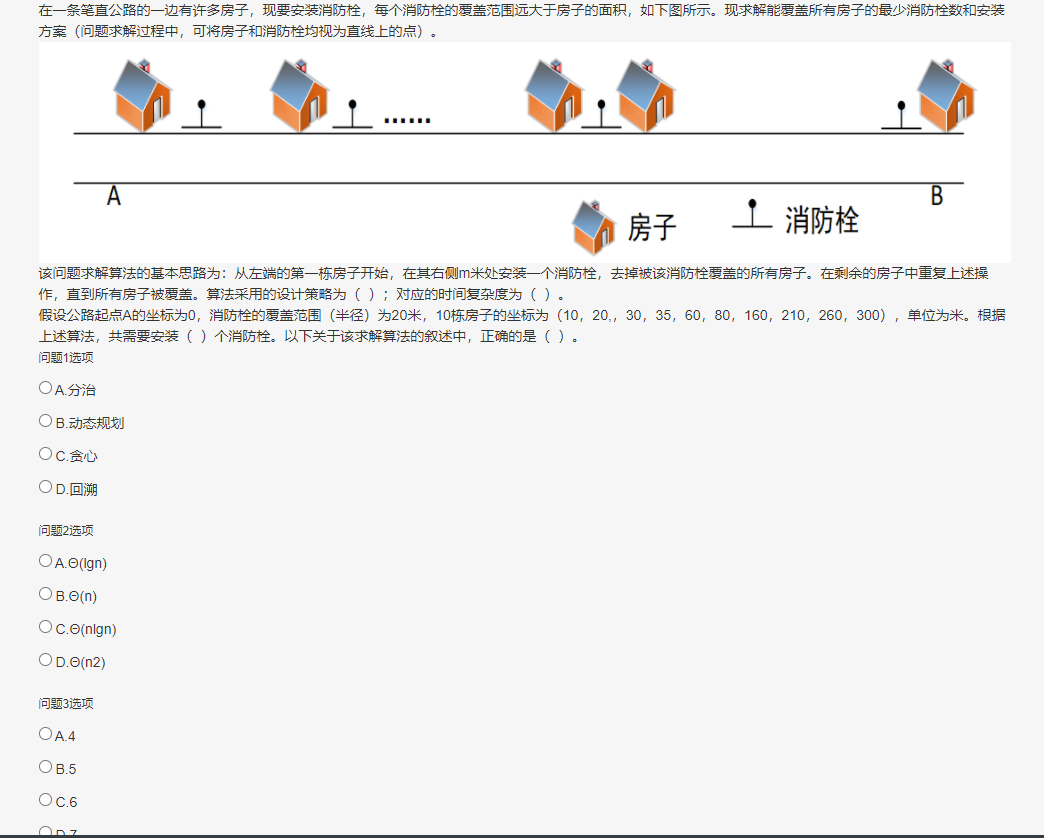 在一条笔直公路的一边有许多房子，现要安装消防栓，每个消防栓的覆盖范围远大于房子的面积，如下图所示。现求解能覆盖所有房子的最少消防栓数和安装
方案（问题求解过程中，可将房子和消防栓均视为直线上的点）。
......
A
B
房子
消防栓
该问题求解算法的基本思路为：从左端的第一栋房子开始，在其右侧m米处安装一个消防栓，去掉被该消防栓覆盖的所有房子。在剩余的房子中重复上述操
作，直到所有房子被覆盖。算法采用的设计策略为（ ）；对应的时间复杂度为（ ）。
假设公路起点A的坐标为0，消防栓的覆盖范围（半径）为20米，10栋房子的坐标为（10，20,，30，35，60，80，160，210，260，300），单位为米。根据
上述算法，共需要安装（ ）个消防栓。以下关于该求解算法的叙述中，正确的是（ ）。
问题1选项
A.分治
B.动态规划
C.贪心
D.回溯
问题2选项
A.Θ(lgn)
B.Θ(n)
C.Θ(nlgn)
D.Θ(n2)
问题3选项
A.4
B.5
C.6
D.7